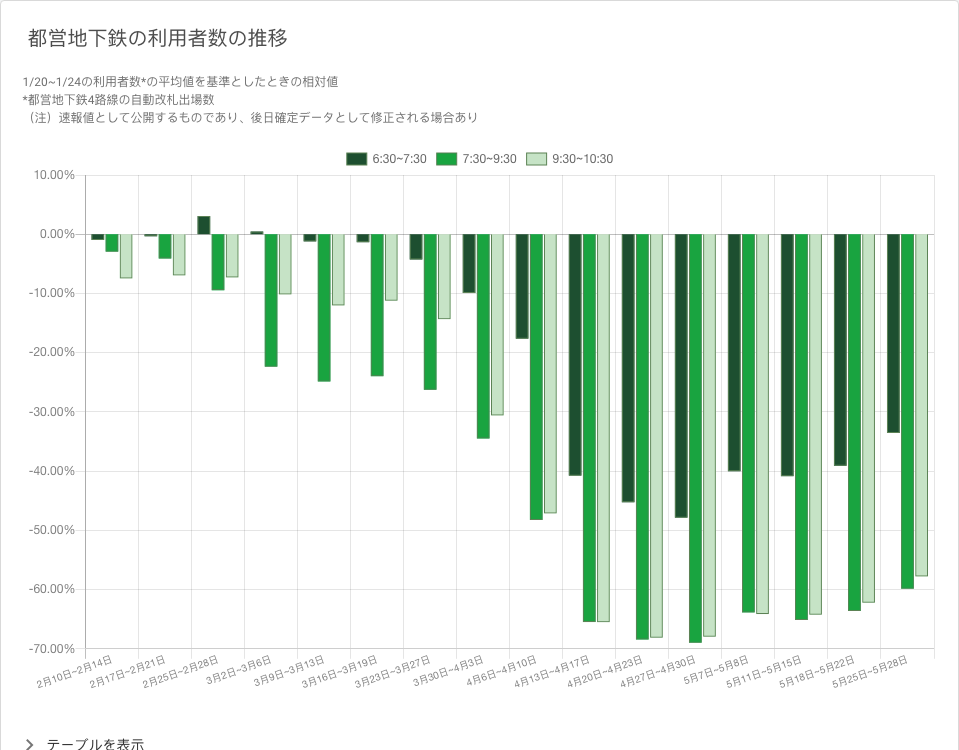 都営地下鉄の利用者数の推移
1/20~1/24の利用者数*の平均値を基準としたときの相対値
*都営地下鉄4路線の自動改札出場数
（注）速報値として公開するものであり、後日確定データとして修正される場合あり
6:30~7:30 7:30~9:30 9:30~10:30
10.00%
0.00%
-10.00%
-20.00%
-30.00%
-40.00%
-50.00%
-60.00%
-70.00%
2月10日~2月14日
2月17日~2月21日
2月25日~2月28日
3月2日~3月6日
3月9日~3月13日
3月16日~3月19日
3月23日~3月27日
3月30日~4月3日
4月6日~4月10日
4月13日~4月17日
4月20日~4月23日
4月27日~4月30日
5月7日~5月8日
5月11日~5月15日
5月18日~5月22日
5月25日~5月28日
テーブルを表示